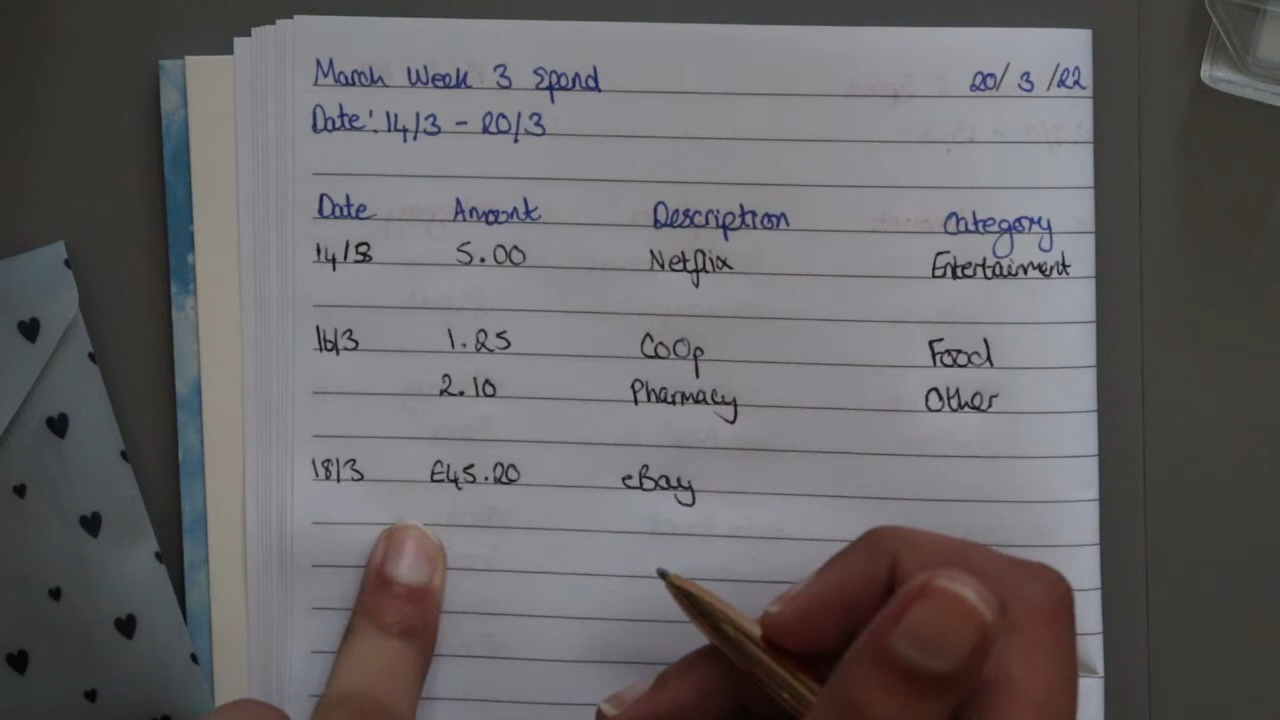 March Week 3 Spend 20/3/22
Date: 14/3 - 20/3
Date Amount Description Category
14/3 5.00 Netflix Entertaiment
16/3 1.25 CoOp Food
2.10 Pharmacy Other
18/3 £45.20 eBay